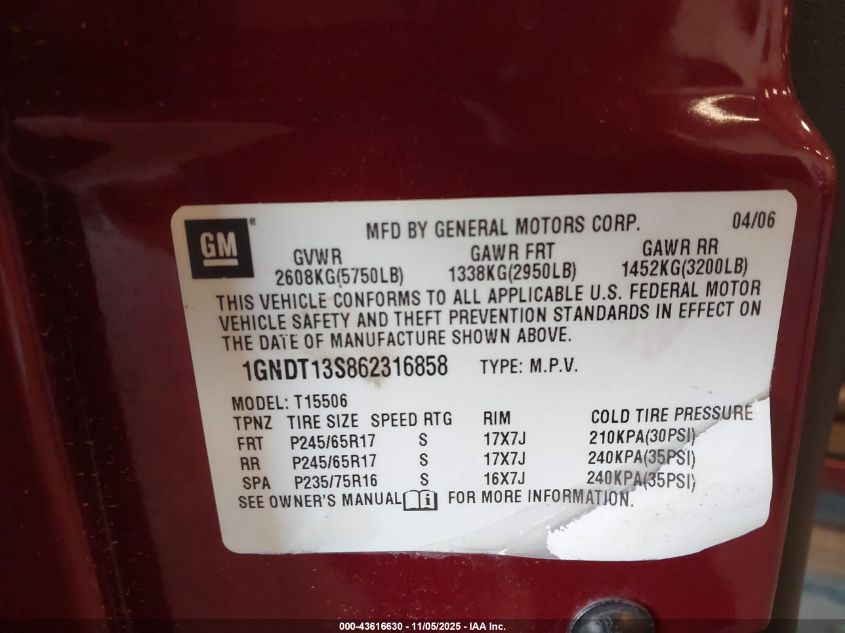 GM ®
MFD BY GENERAL MOTORS CORP. 04/06
GVWR GAWR FRT GAWR RR
2608KG(5750LB) 1338KG(2950LB) 1452KG(3200LB)
THIS VEHICLE CONFORMS TO ALL APPLICABLE U.S. FEDERAL MOTOR
VEHICLE SAFETY AND THEFT PREVENTION STANDARDS IN EFFECT ON
THE DATE OF MANUFACTURE SHOWN ABOVE.
1GNDT13S862316858 TYPE: M.P.V.
MODEL: T15506
TPNZ TIRE SIZE SPEED RTG RIM COLD TIRE PRESSURE
FRT P245/65R17 S 17X7J 210KPA(30PSI)
RR P245/65R17 S 17X7J 240KPA(35PSI)
SPA P235/75R16 S 16X7J 240KPA(35PSI)
SEE OWNER'S MANUAL i FOR MORE INFORMATION.
000-43616630 - 11/05/2025 - IAA Inc.